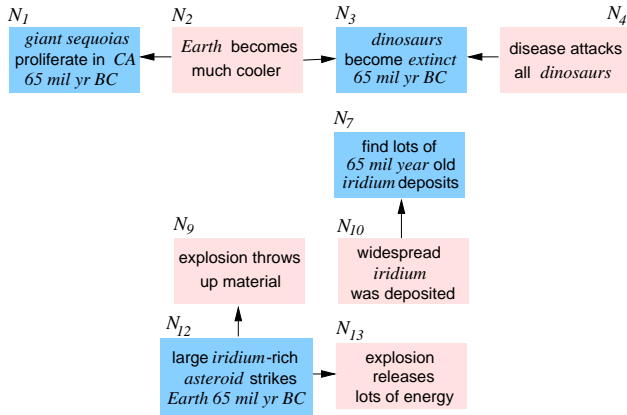 N1
giant sequoias
proliferate in CA
65 mil yr BC
N2
Earth becomes
much cooler
N3
dinosaurs
become extinct
65 mil yr BC
N4
disease attacks
all dinosaurs
N7
find lots of
65 mil year old
iridium deposits
N9
explosion throws
up material
N10
widespread
iridium
was deposited
N12
large iridium-rich
asteroid strikes
Earth 65 mil yr BC
N13
explosion
releases
lots of energy